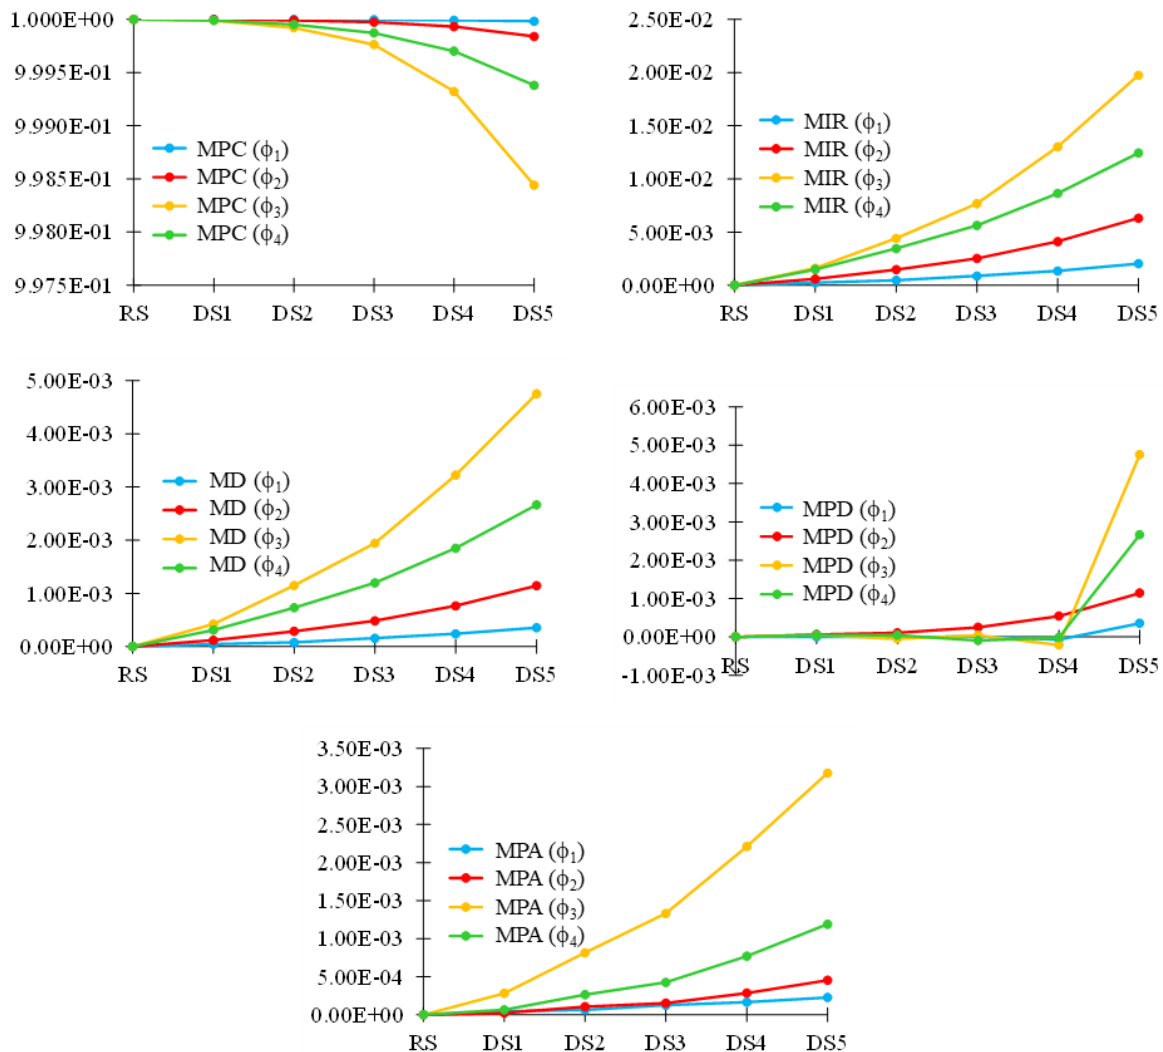 1.000E+00
9.995E-01
9.990E-01
9.985E-01
9.980E-01
9.975E-01
MPC (ϕ₁)
MPC (ϕ₂)
MPC (ϕ₃)
MPC (ϕ₄)
RS DS1 DS2 DS3 DS4 DS5
2.50E-02
2.00E-02
1.50E-02
1.00E-02
5.00E-03
0.00E+00
MIR (ϕ₁)
MIR (ϕ₂)
MIR (ϕ₃)
MIR (ϕ₄)
RS DS1 DS2 DS3 DS4 DS5
5.00E-03
4.00E-03
3.00E-03
2.00E-03
1.00E-03
0.00E+00
MD (ϕ₁)
MD (ϕ₂)
MD (ϕ₃)
MD (ϕ₄)
RS DS1 DS2 DS3 DS4 DS5
6.00E-03
5.00E-03
4.00E-03
3.00E-03
2.00E-03
1.00E-03
0.00E+00
-1.00E-03
MPD (ϕ₁)
MPD (ϕ₂)
MPD (ϕ₃)
MPD (ϕ₄)
RS DS1 DS2 DS3 DS4 DS5
3.50E-03
3.00E-03
2.50E-03
2.00E-03
1.50E-03
1.00E-03
5.00E-04
0.00E+00
MPA (ϕ₁)
MPA (ϕ₂)
MPA (ϕ₃)
MPA (ϕ₄)
RS DS1 DS2 DS3 DS4 DS5